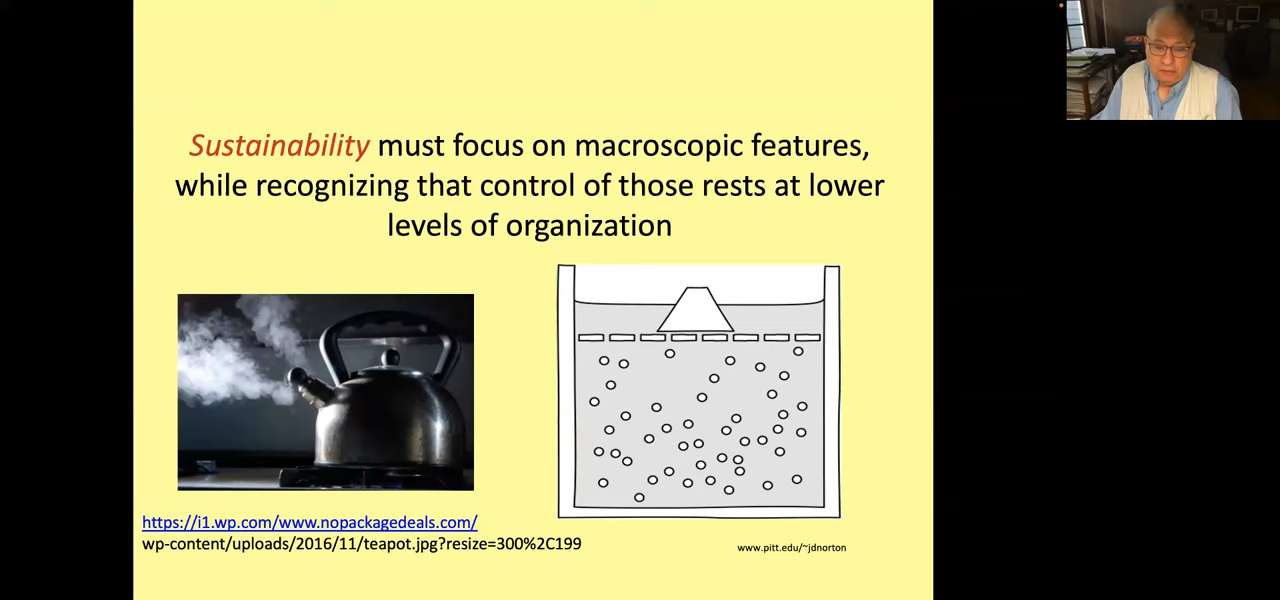 Sustainability must focus on macroscopic features,
while recognizing that control of those rests at lower
levels of organization
https://i1.wp.com/www.nopackagedeals.com/
wp-content/uploads/2016/11/teapot.jpg?resize=300%2C199
www.pitt.edu/~jdnorton